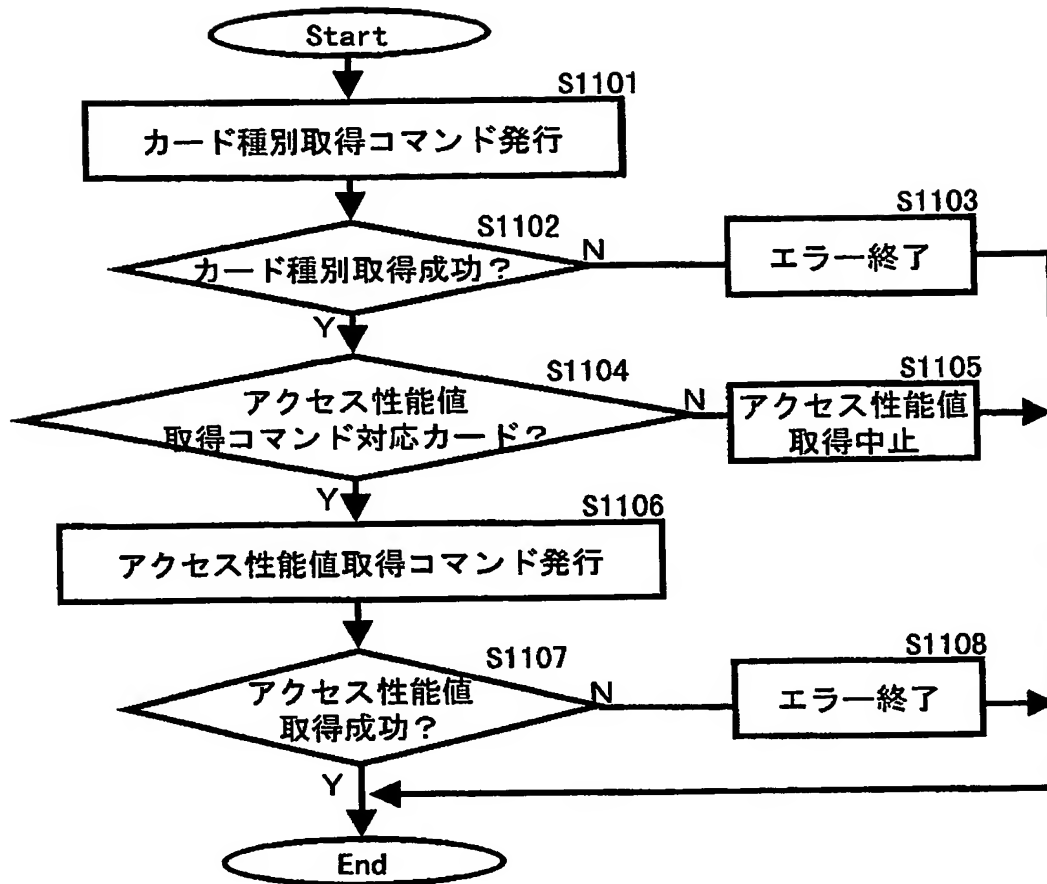 Start
S1101
カード種別取得コマンド発行
S1102
カード種別取得成功？
N
S1103
エラー終了
Y
S1104
アクセス性能値
取得コマンド対応カード？
N
S1105
アクセス性能値
取得中止
Y
S1106
アクセス性能値取得コマンド発行
S1107
アクセス性能値
取得成功？
N
S1108
エラー終了
Y
End